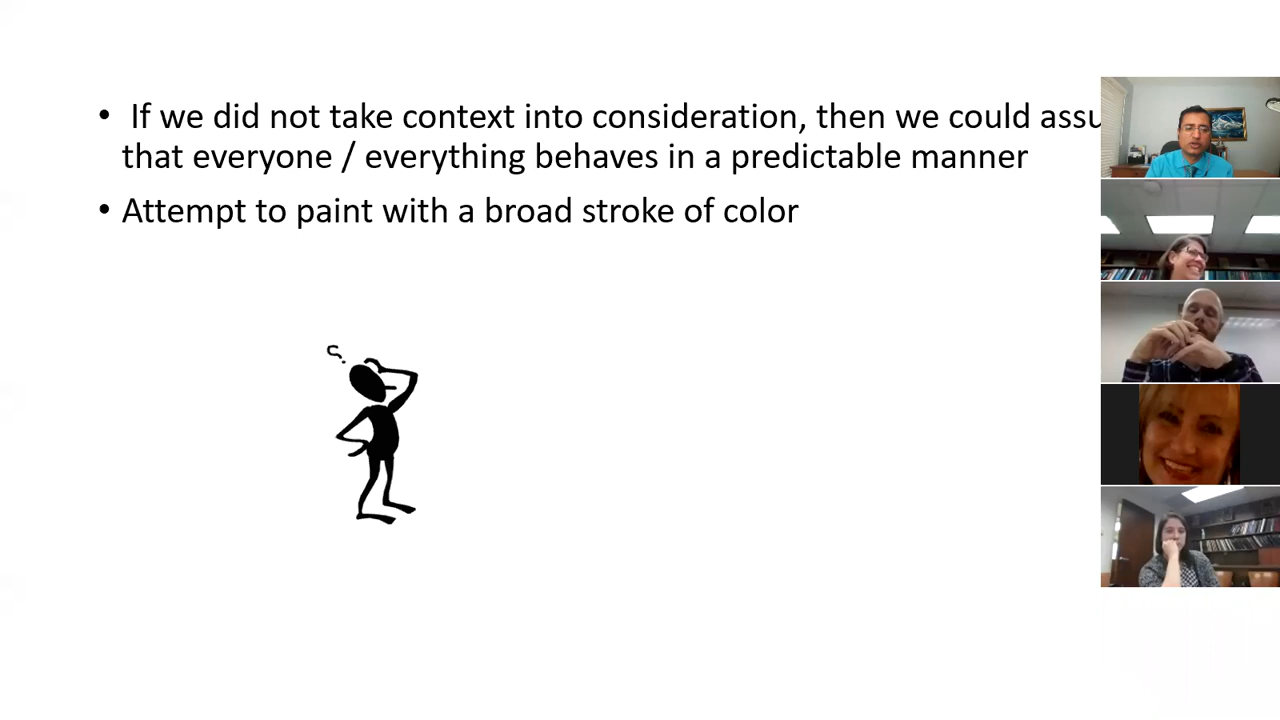 • If we did not take context into consideration, then we could assu
that everyone / everything behaves in a predictable manner
• Attempt to paint with a broad stroke of color
?